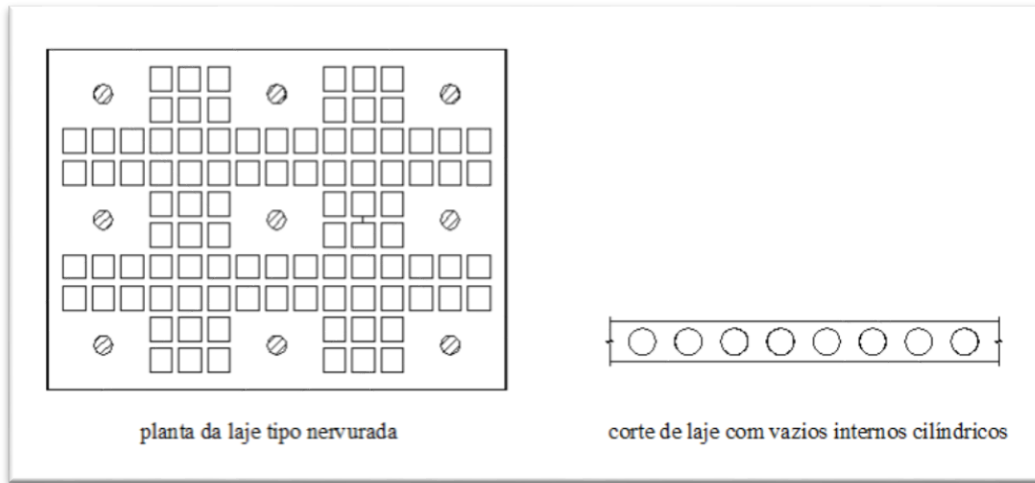 planta da laje tipo nervurada
corte de laje com vazios internos cilíndricos